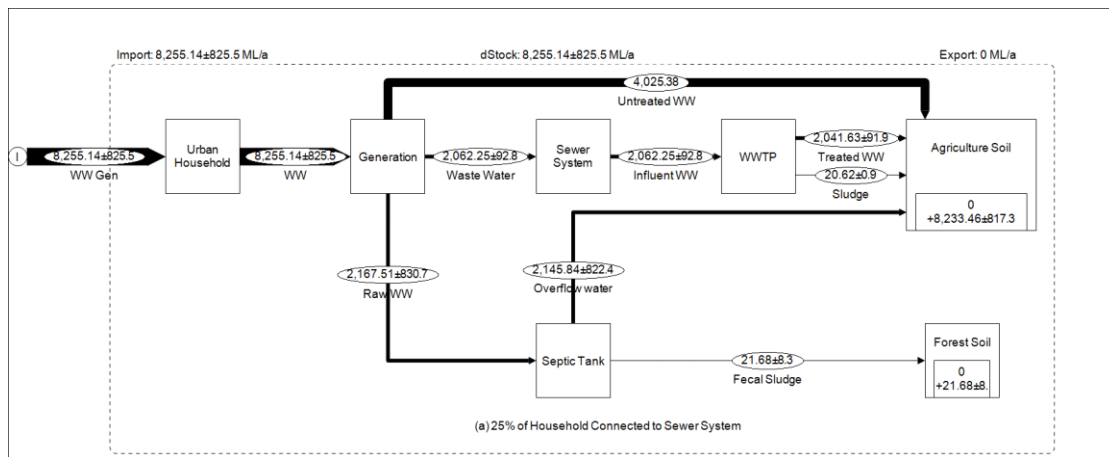 Import: 8,255.14±825.5 ML/a
dStock: 8,255.14±825.5 ML/a
Export: 0 ML/a
4,025.38
Untreated WW
I
8,255.14±825.5
WW Gen
Urban
Household
8,255.14±825.5
WW
Generation
2,062.25±92.8
Waste Water
Sewer
System
2,062.25±92.8
Influent WW
WWTP
2,041.63±91.9
Treated WW
20.62±0.9
Sludge
Agriculture Soil
0
+8,233.46±817.3
2,167.51±830.7
Raw WW
2,145.84±822.4
Overflow water
Septic Tank
21.68±8.3
Fecal Sludge
Forest Soil
0
+21.68±8.
(a) 25% of Household Connected to Sewer System